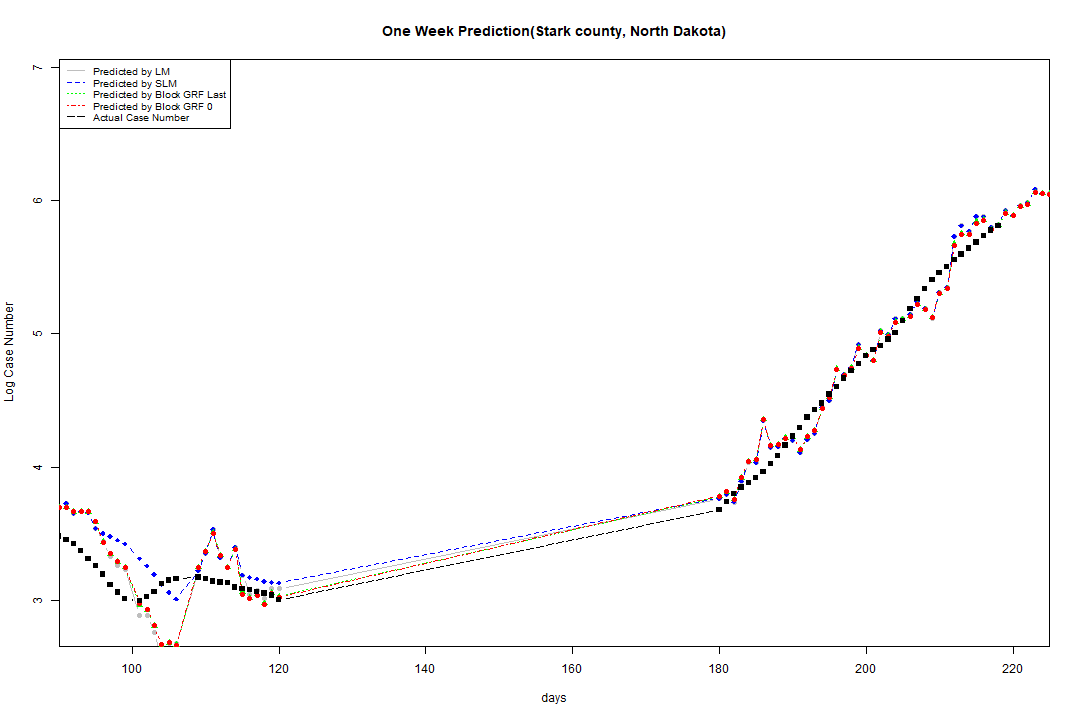 One Week Prediction(Stark county, North Dakota)
Predicted by LM
Predicted by SLM
Predicted by Block GRF Last
Predicted by Block GRF 0
Actual Case Number
7
6
5
4
3
Log Case Number
100 120 140 160 180 200 220
days